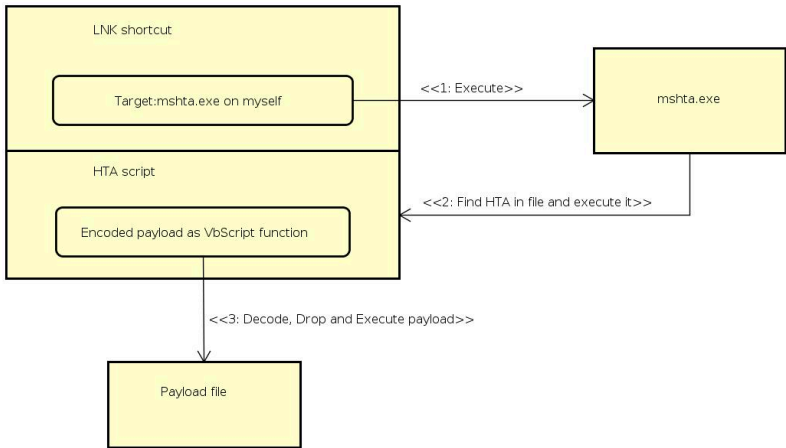 LNK shortcut
Target:mshta.exe on myself
<<1: Execute>>
mshta.exe
HTA script
<<2: Find HTA in file and execute it>>
Encoded payload as VbScript function
<<3: Decode, Drop and Execute payload>>
Payload file